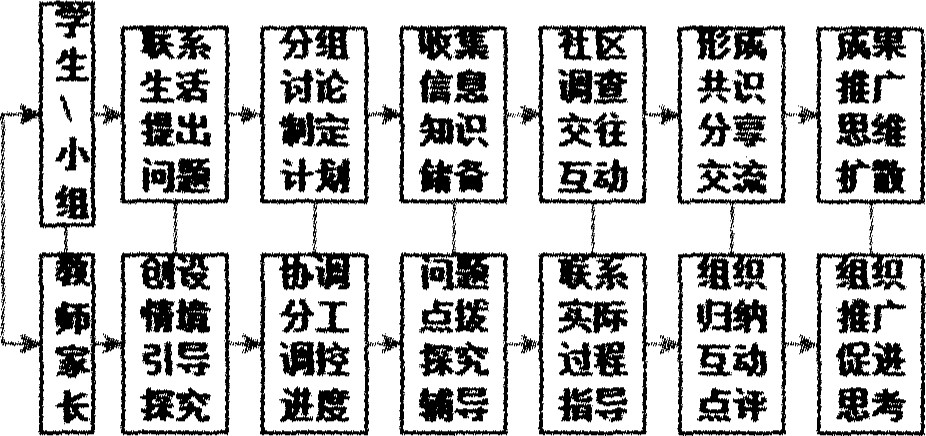 学
生
\
小
组
联系
生活
提出
问题
分组
讨论
制定
计划
收集
信息
知识
储备
社区
调查
交往
互动
形成
共识
分享
交流
成果
推广
思维
扩散
教
师
家
长
创设
情境
引导
探究
协调
分工
调控
进度
问题
点拨
探究
辅导
联系
实际
过程
指导
组织
归纳
互动
点评
组织
推广
促进
思考